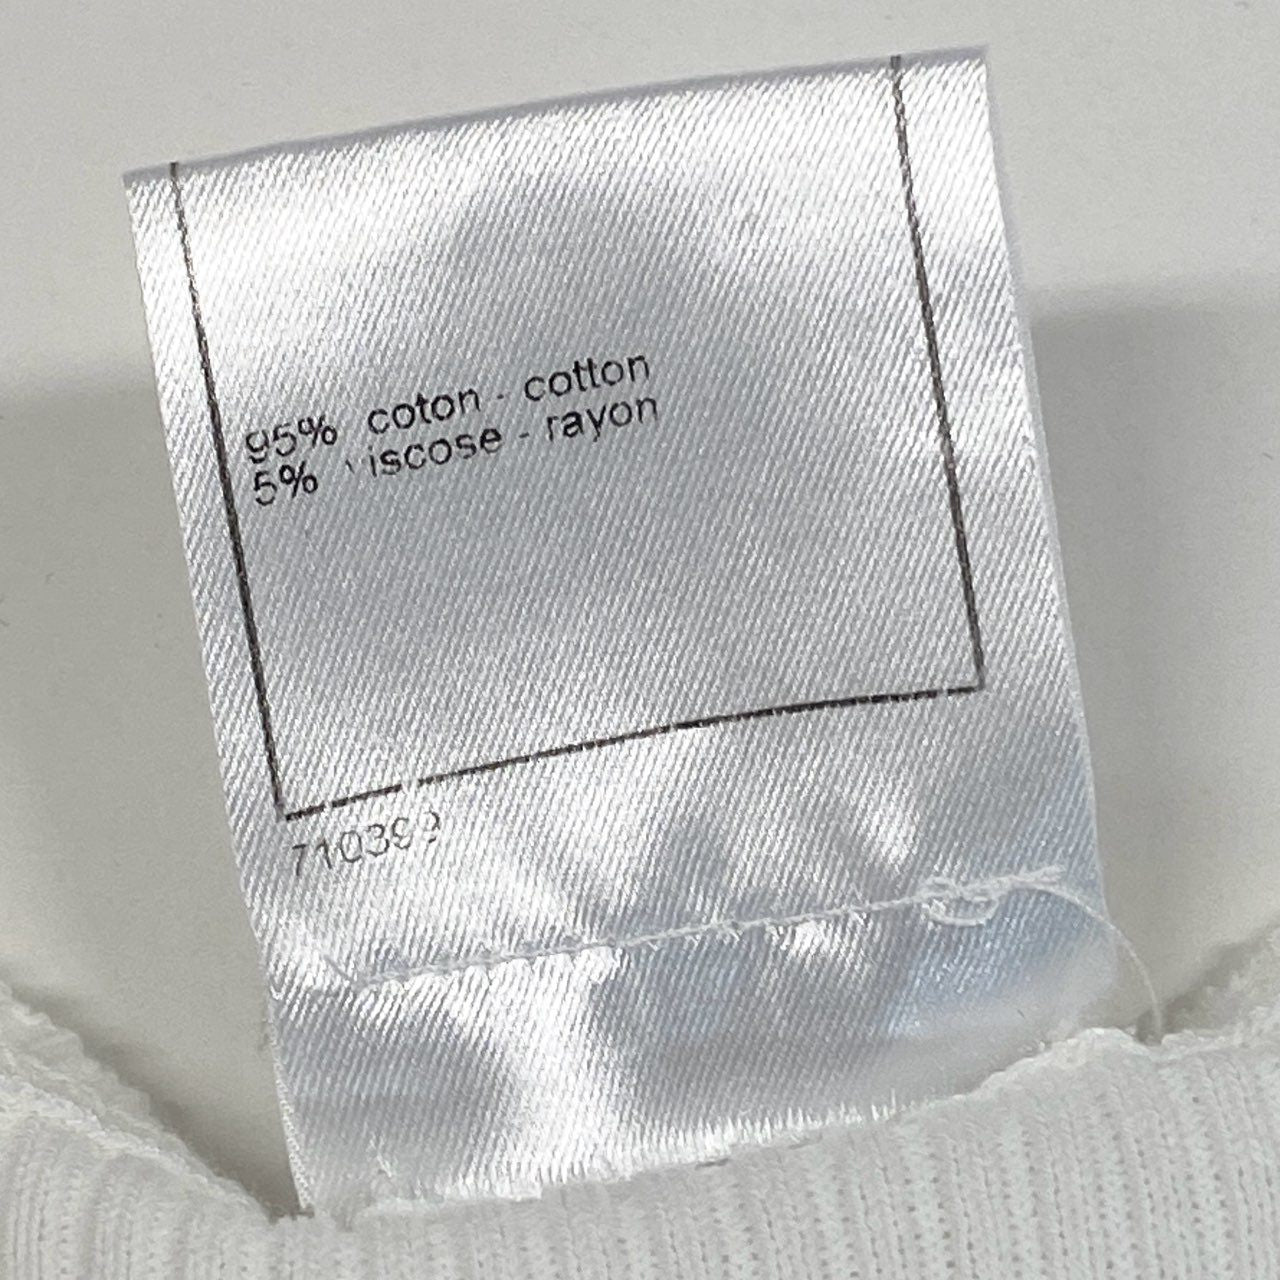 95% coton - cotton
5% viscose - rayon
710399